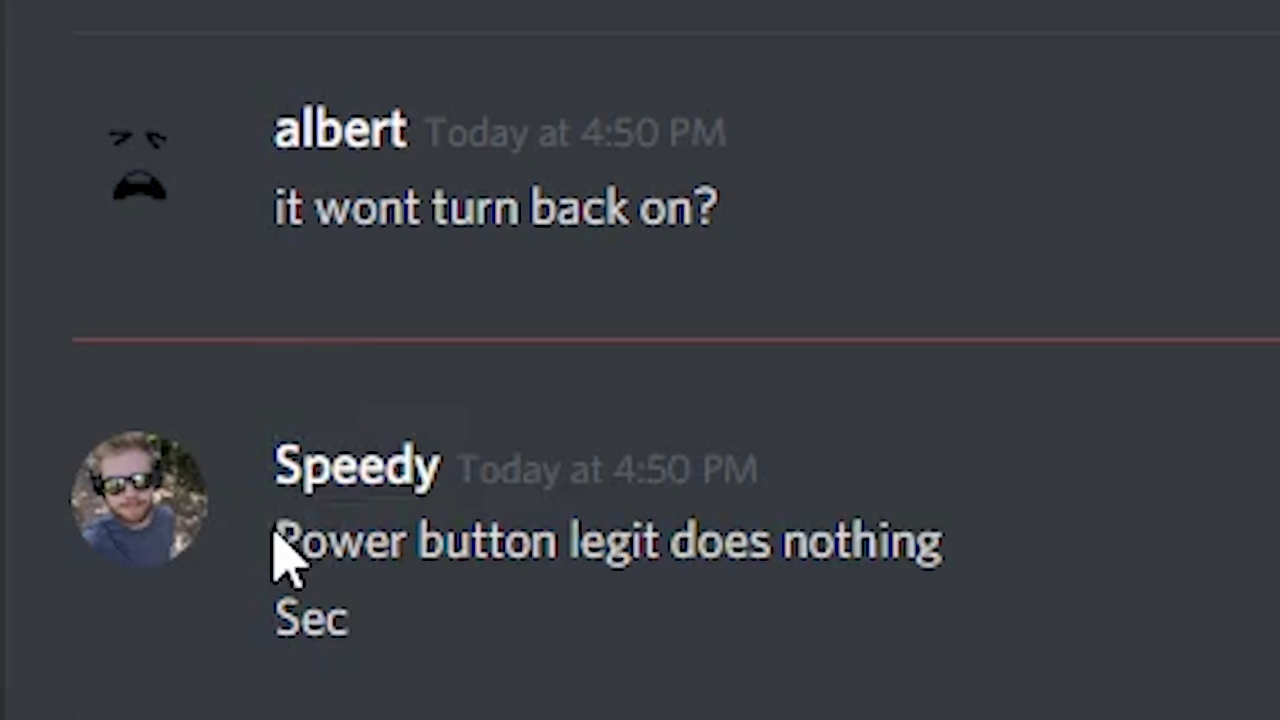 albert Today at 4:50 PM
it wont turn back on?
Speedy Today at 4:50 PM
Power button legit does nothing
Sec